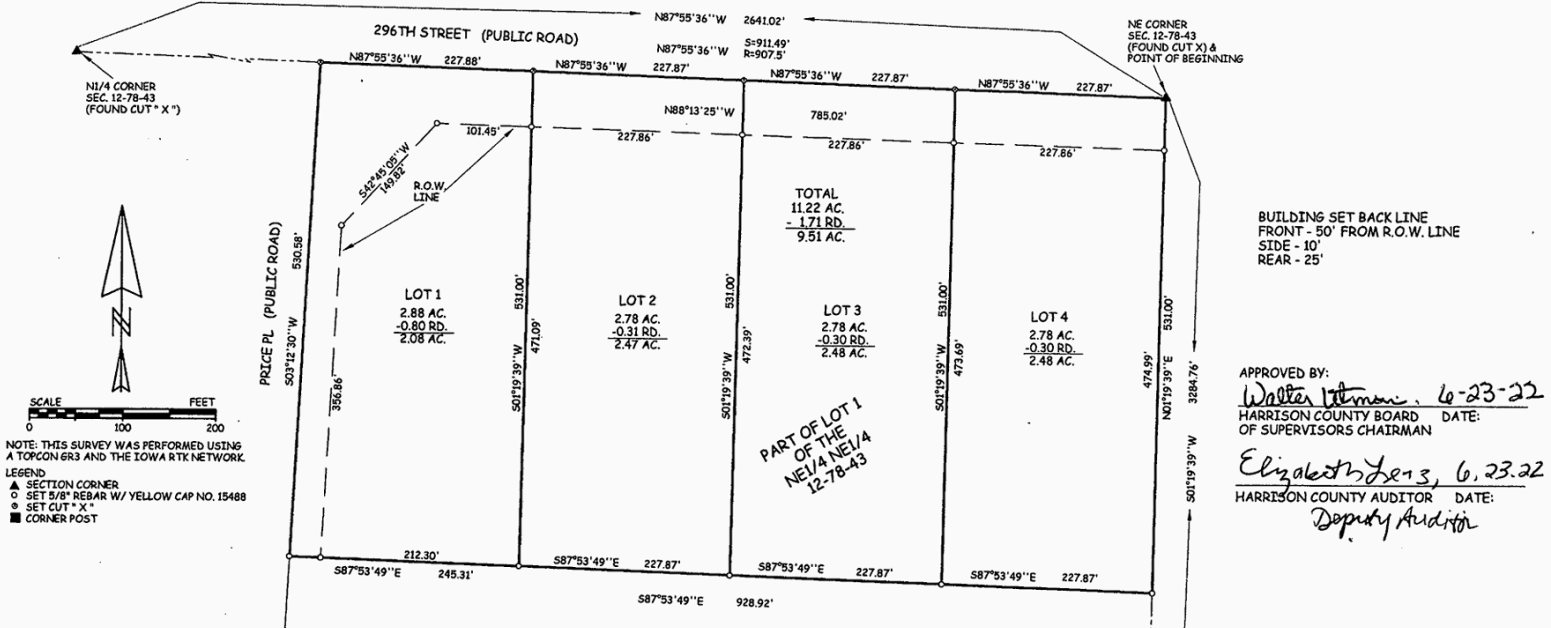 N87°55'36''W 2641.02'
296TH STREET (PUBLIC ROAD)
N87°55'36''W S=911.49'
R=907.5'
NE CORNER
SEC. 12-78-43
(FOUND CUT X) &
POINT OF BEGINNING
N1/4 CORNER
SEC. 12-78-43
(FOUND CUT " X ")
N87°55'36''W 227.88'
N87°55'36''W 227.87'
N87°55'36''W 227.87'
N87°55'36''W 227.87'
N88°13'25''W 785.02'
101.45'
227.86'
227.86'
227.86'
S42°45'05''W
149.82'
R.O.W.
LINE
TOTAL
11.22 AC.
- 1.71 RD.
9.51 AC.
BUILDING SET BACK LINE
FRONT - 50' FROM R.O.W. LINE
SIDE - 10'
REAR - 25'
PRICE PL (PUBLIC ROAD)
S03°12'30''W 530.58'
356.86'
LOT 1
2.88 AC.
-0.80 RD.
2.08 AC.
S01°19'39''W 531.00'
471.09'
LOT 2
2.78 AC.
-0.31 RD.
2.47 AC.
S01°19'39''W 531.00'
472.39'
LOT 3
2.78 AC.
-0.30 RD.
2.48 AC.
S01°19'39''W 531.00'
473.69'
LOT 4
2.78 AC.
-0.30 RD.
2.48 AC.
474.99'
N01°19'39''E 531.00'
S01°19'39''W 3284.76'
PART OF LOT 1
OF THE
NE1/4 NE1/4
12-78-43
N
SCALE FEET
0 100 200
NOTE: THIS SURVEY WAS PERFORMED USING
A TOPCON GR3 AND THE IOWA RTK NETWORK.
LEGEND
SECTION CORNER
SET 5/8" REBAR W/ YELLOW CAP NO. 15488
SET CUT " X "
CORNER POST
APPROVED BY:
Walter 6-23-22
HARRISON COUNTY BOARD DATE:
OF SUPERVISORS CHAIRMAN
Elizabeth Lenz, 6.23.22
HARRISON COUNTY AUDITOR DATE:
Deputy Auditor
212.30'
S87°53'49''E 245.31'
S87°53'49''E 227.87'
S87°53'49''E 227.87'
S87°53'49''E 227.87'
S87°53'49''E 928.92'